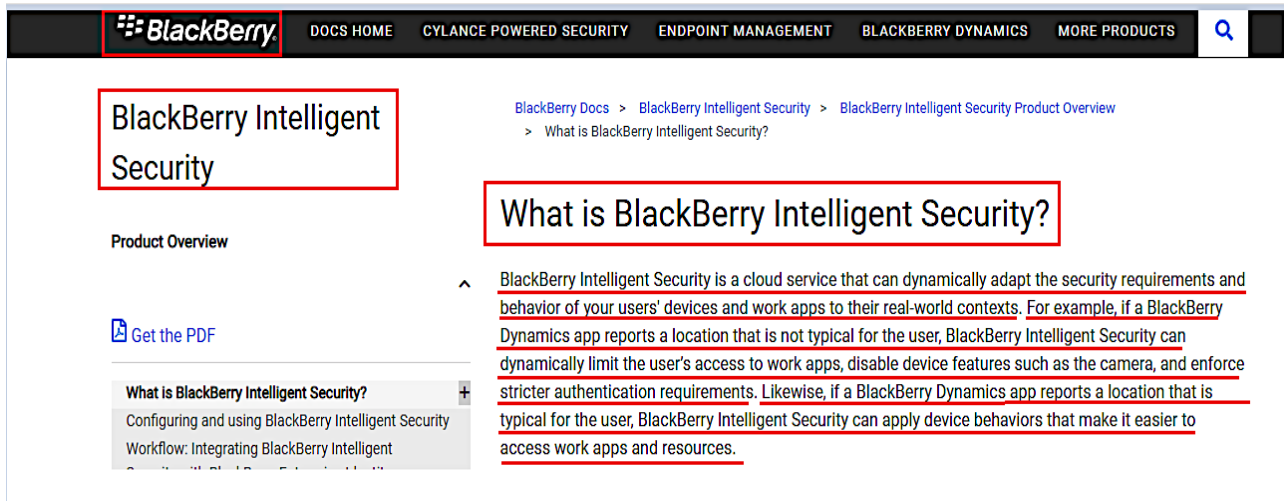 BlackBerry. DOCS HOME CYLANCE POWERED SECURITY ENDPOINT MANAGEMENT BLACKBERRY DYNAMICS MORE PRODUCTS
BlackBerry Intelligent
Security
Product Overview
Get the PDF
What is BlackBerry Intelligent Security? +
Configuring and using BlackBerry Intelligent Security
Workflow: Integrating BlackBerry Intelligent
BlackBerry Docs > BlackBerry Intelligent Security > BlackBerry Intelligent Security Product Overview
> What is BlackBerry Intelligent Security?
What is BlackBerry Intelligent Security?
BlackBerry Intelligent Security is a cloud service that can dynamically adapt the security requirements and
behavior of your users' devices and work apps to their real-world contexts. For example, if a BlackBerry
Dynamics app reports a location that is not typical for the user, BlackBerry Intelligent Security can
dynamically limit the user's access to work apps, disable device features such as the camera, and enforce
stricter authentication requirements. Likewise, if a BlackBerry Dynamics app reports a location that is
typical for the user, BlackBerry Intelligent Security can apply device behaviors that make it easier to
access work apps and resources.